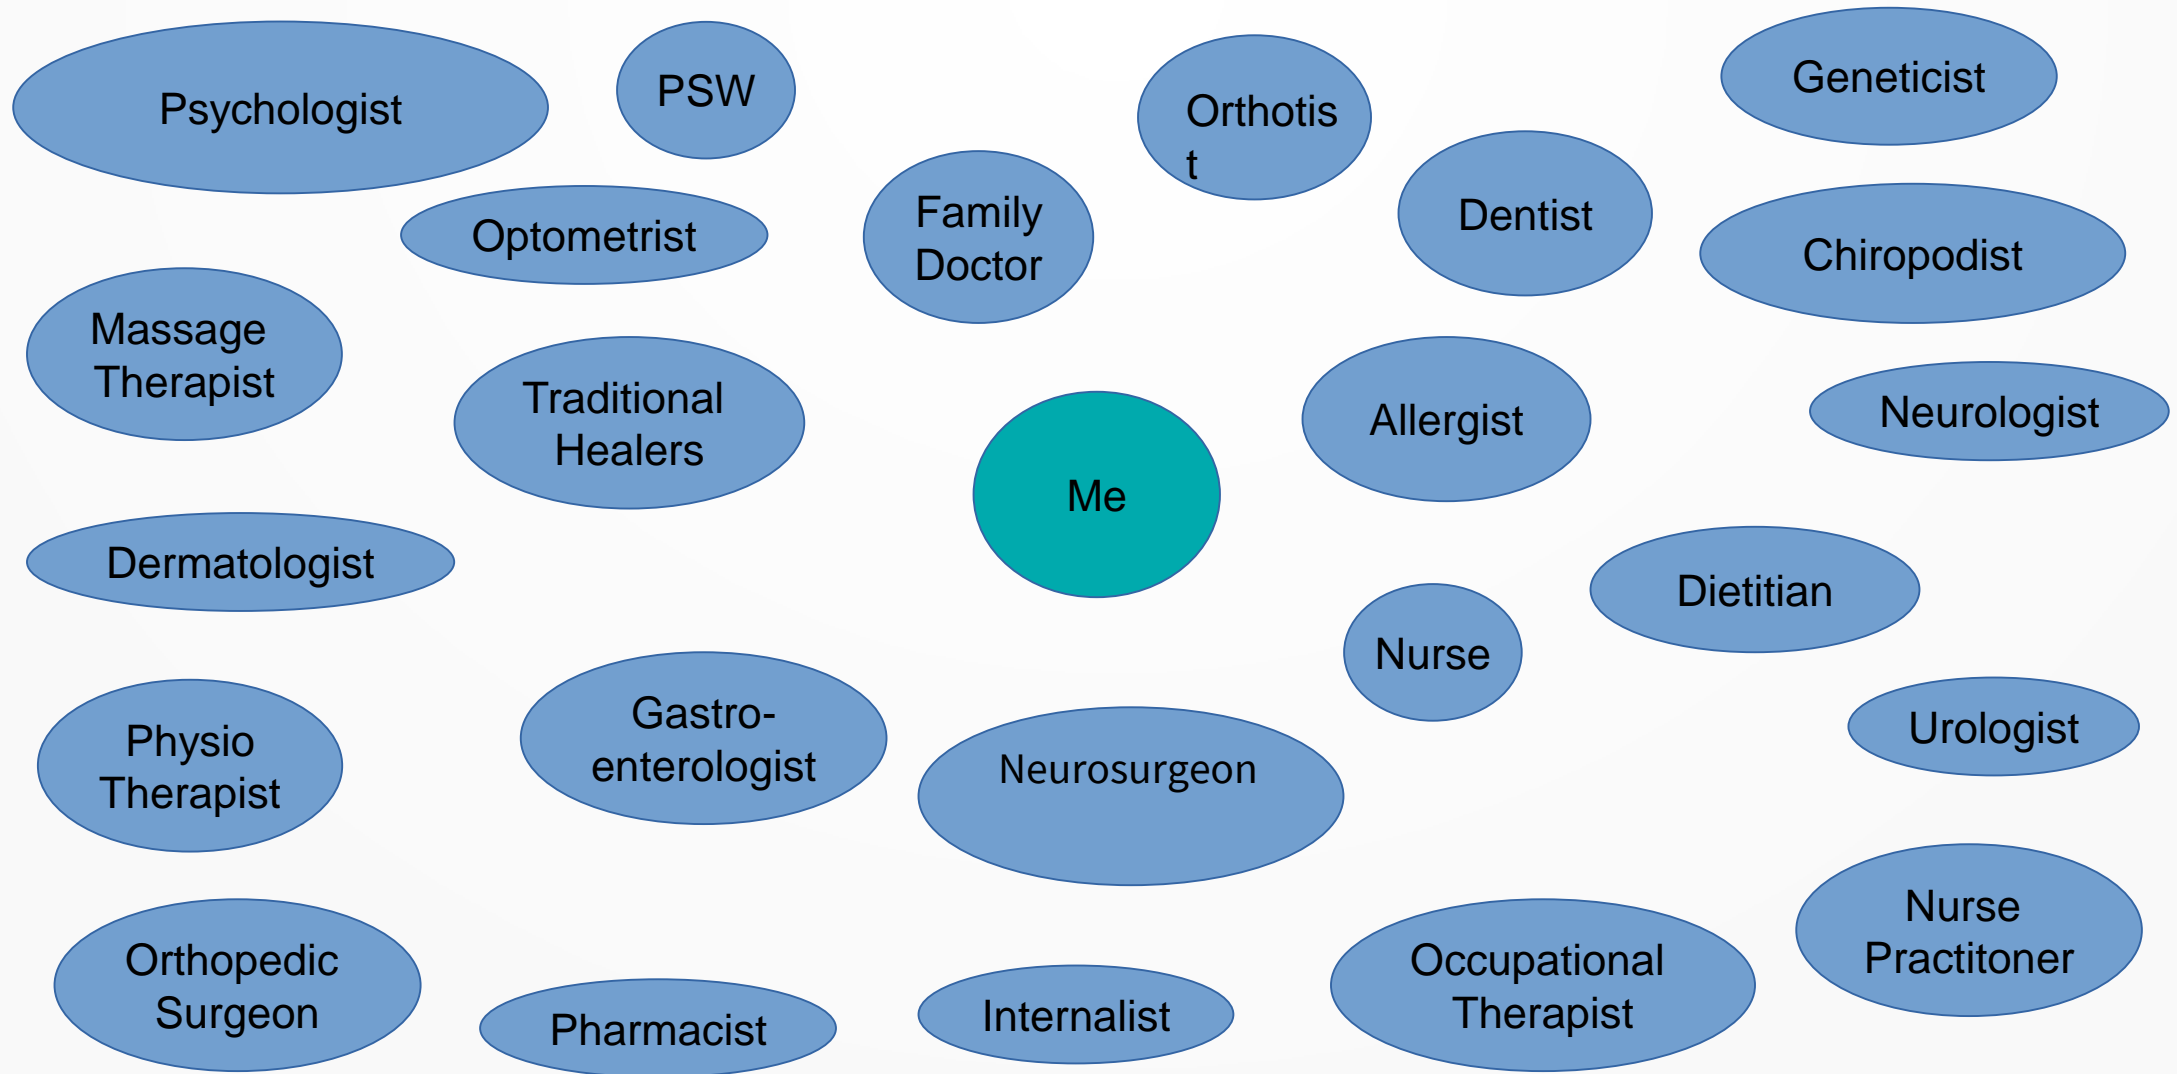 Psychologist
PSW
Orthotis
t
Geneticist
Family
Doctor
Dentist
Optometrist
Chiropodist
Massage
Therapist
Traditional
Healers
Allergist
Neurologist
Me
Dermatologist
Dietitian
Nurse
Physio
Therapist
Gastro-
enterologist
Neurosurgeon
Urologist
Orthopedic
Surgeon
Pharmacist
Internalist
Occupational
Therapist
Nurse
Practitoner